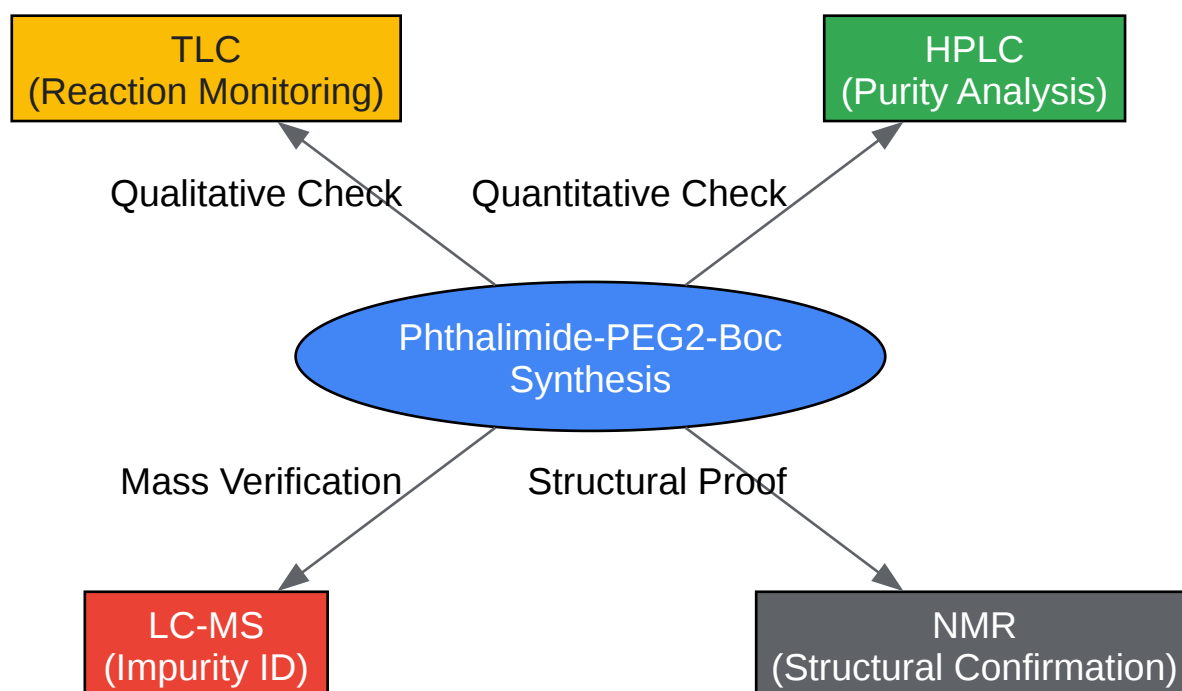 TLC
(Reaction Monitoring)
HPLC
(Purity Analysis)
Qualitative Check
Quantitative Check
Phthalimide-PEG2-Boc
Synthesis
Mass Verification
Structural Proof
LC-MS
(Impurity ID)
NMR
(Structural Confirmation)